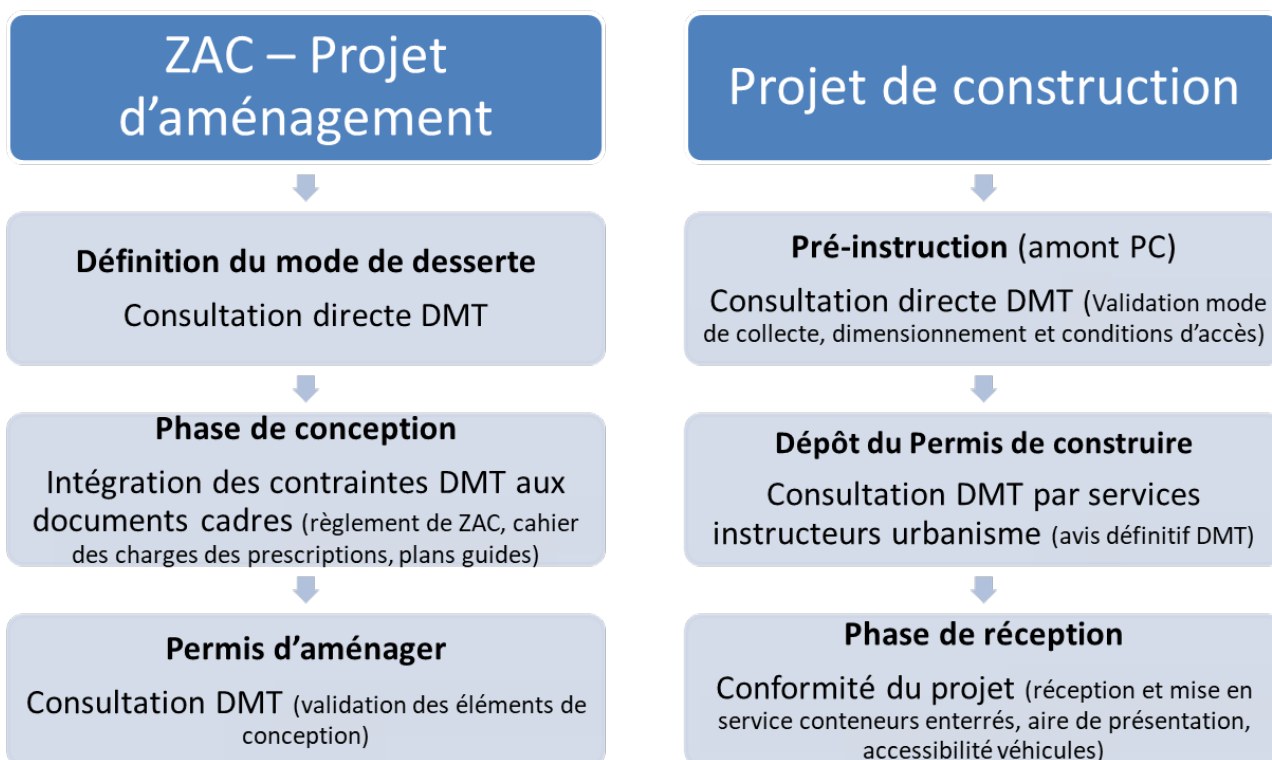 ZAC – Projet
d'aménagement
Définition du mode de desserte
Consultation directe DMT
Phase de conception
Intégration des contraintes DMT aux
documents cadres (règlement de ZAC, cahier
des charges des prescriptions, plans guides)
Permis d'aménager
Consultation DMT (validation des éléments de
conception)
Projet de construction
Pré-instruction (amont PC)
Consultation directe DMT (Validation mode
de collecte, dimensionnement et conditions d'accès)
Dépôt du Permis de construire
Consultation DMT par services
instructeurs urbanisme (avis définitif DMT)
Phase de réception
Conformité du projet (réception et mise en
service conteneurs enterrés, aire de présentation,
accessibilité véhicules)